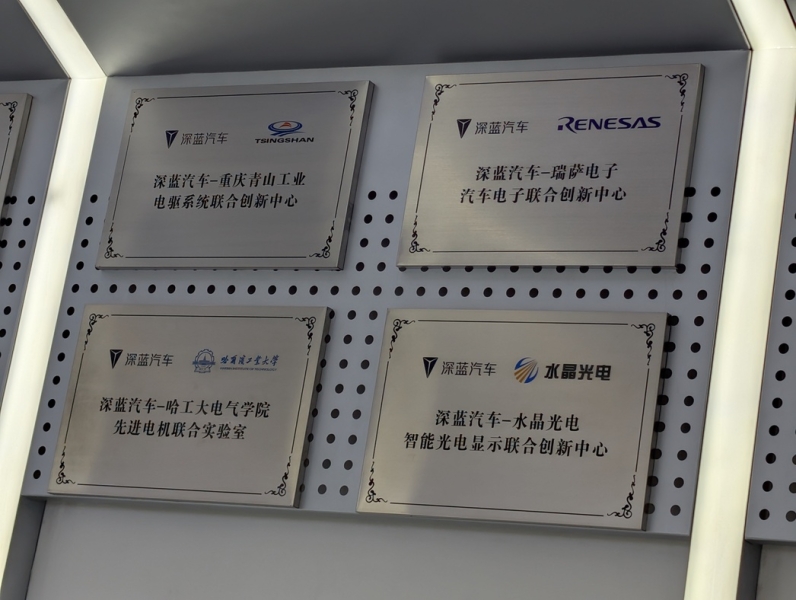 深蓝汽车 TSINGSHAN
深蓝汽车-重庆青山工业
电驱系统联合创新中心
深蓝汽车 RENESAS
深蓝汽车-瑞萨电子
汽车电子联合创新中心
深蓝汽车 哈尔滨工业大学
深蓝汽车-哈工大电气学院
先进电机联合实验室
深蓝汽车 水晶光电
深蓝汽车-水晶光电
智能光电显示联合创新中心